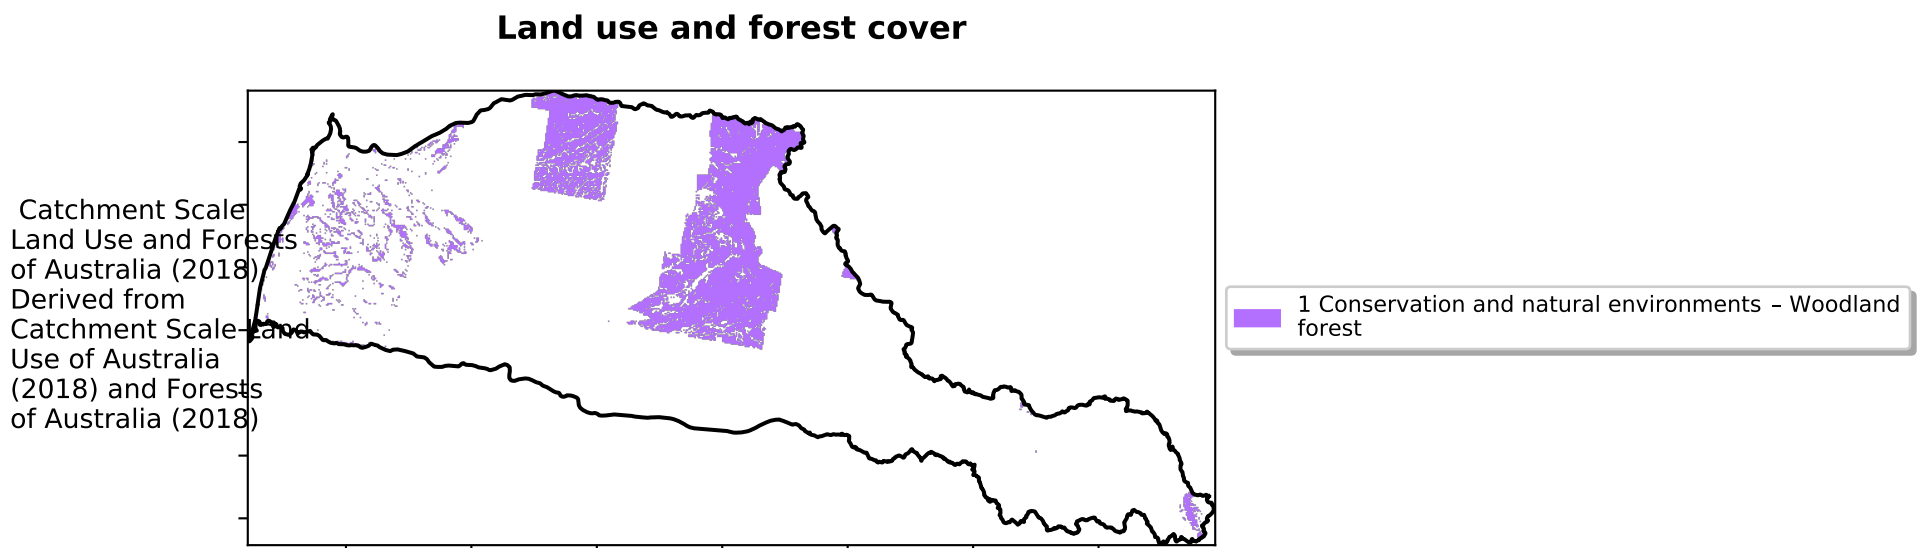 Land use and forest cover
Catchment Scale
Land Use and Forests
of Australia (2018)
Derived from
Catchment Scale Land
Use of Australia
(2018) and Forests
of Australia (2018)
1 Conservation and natural environments – Woodland
forest